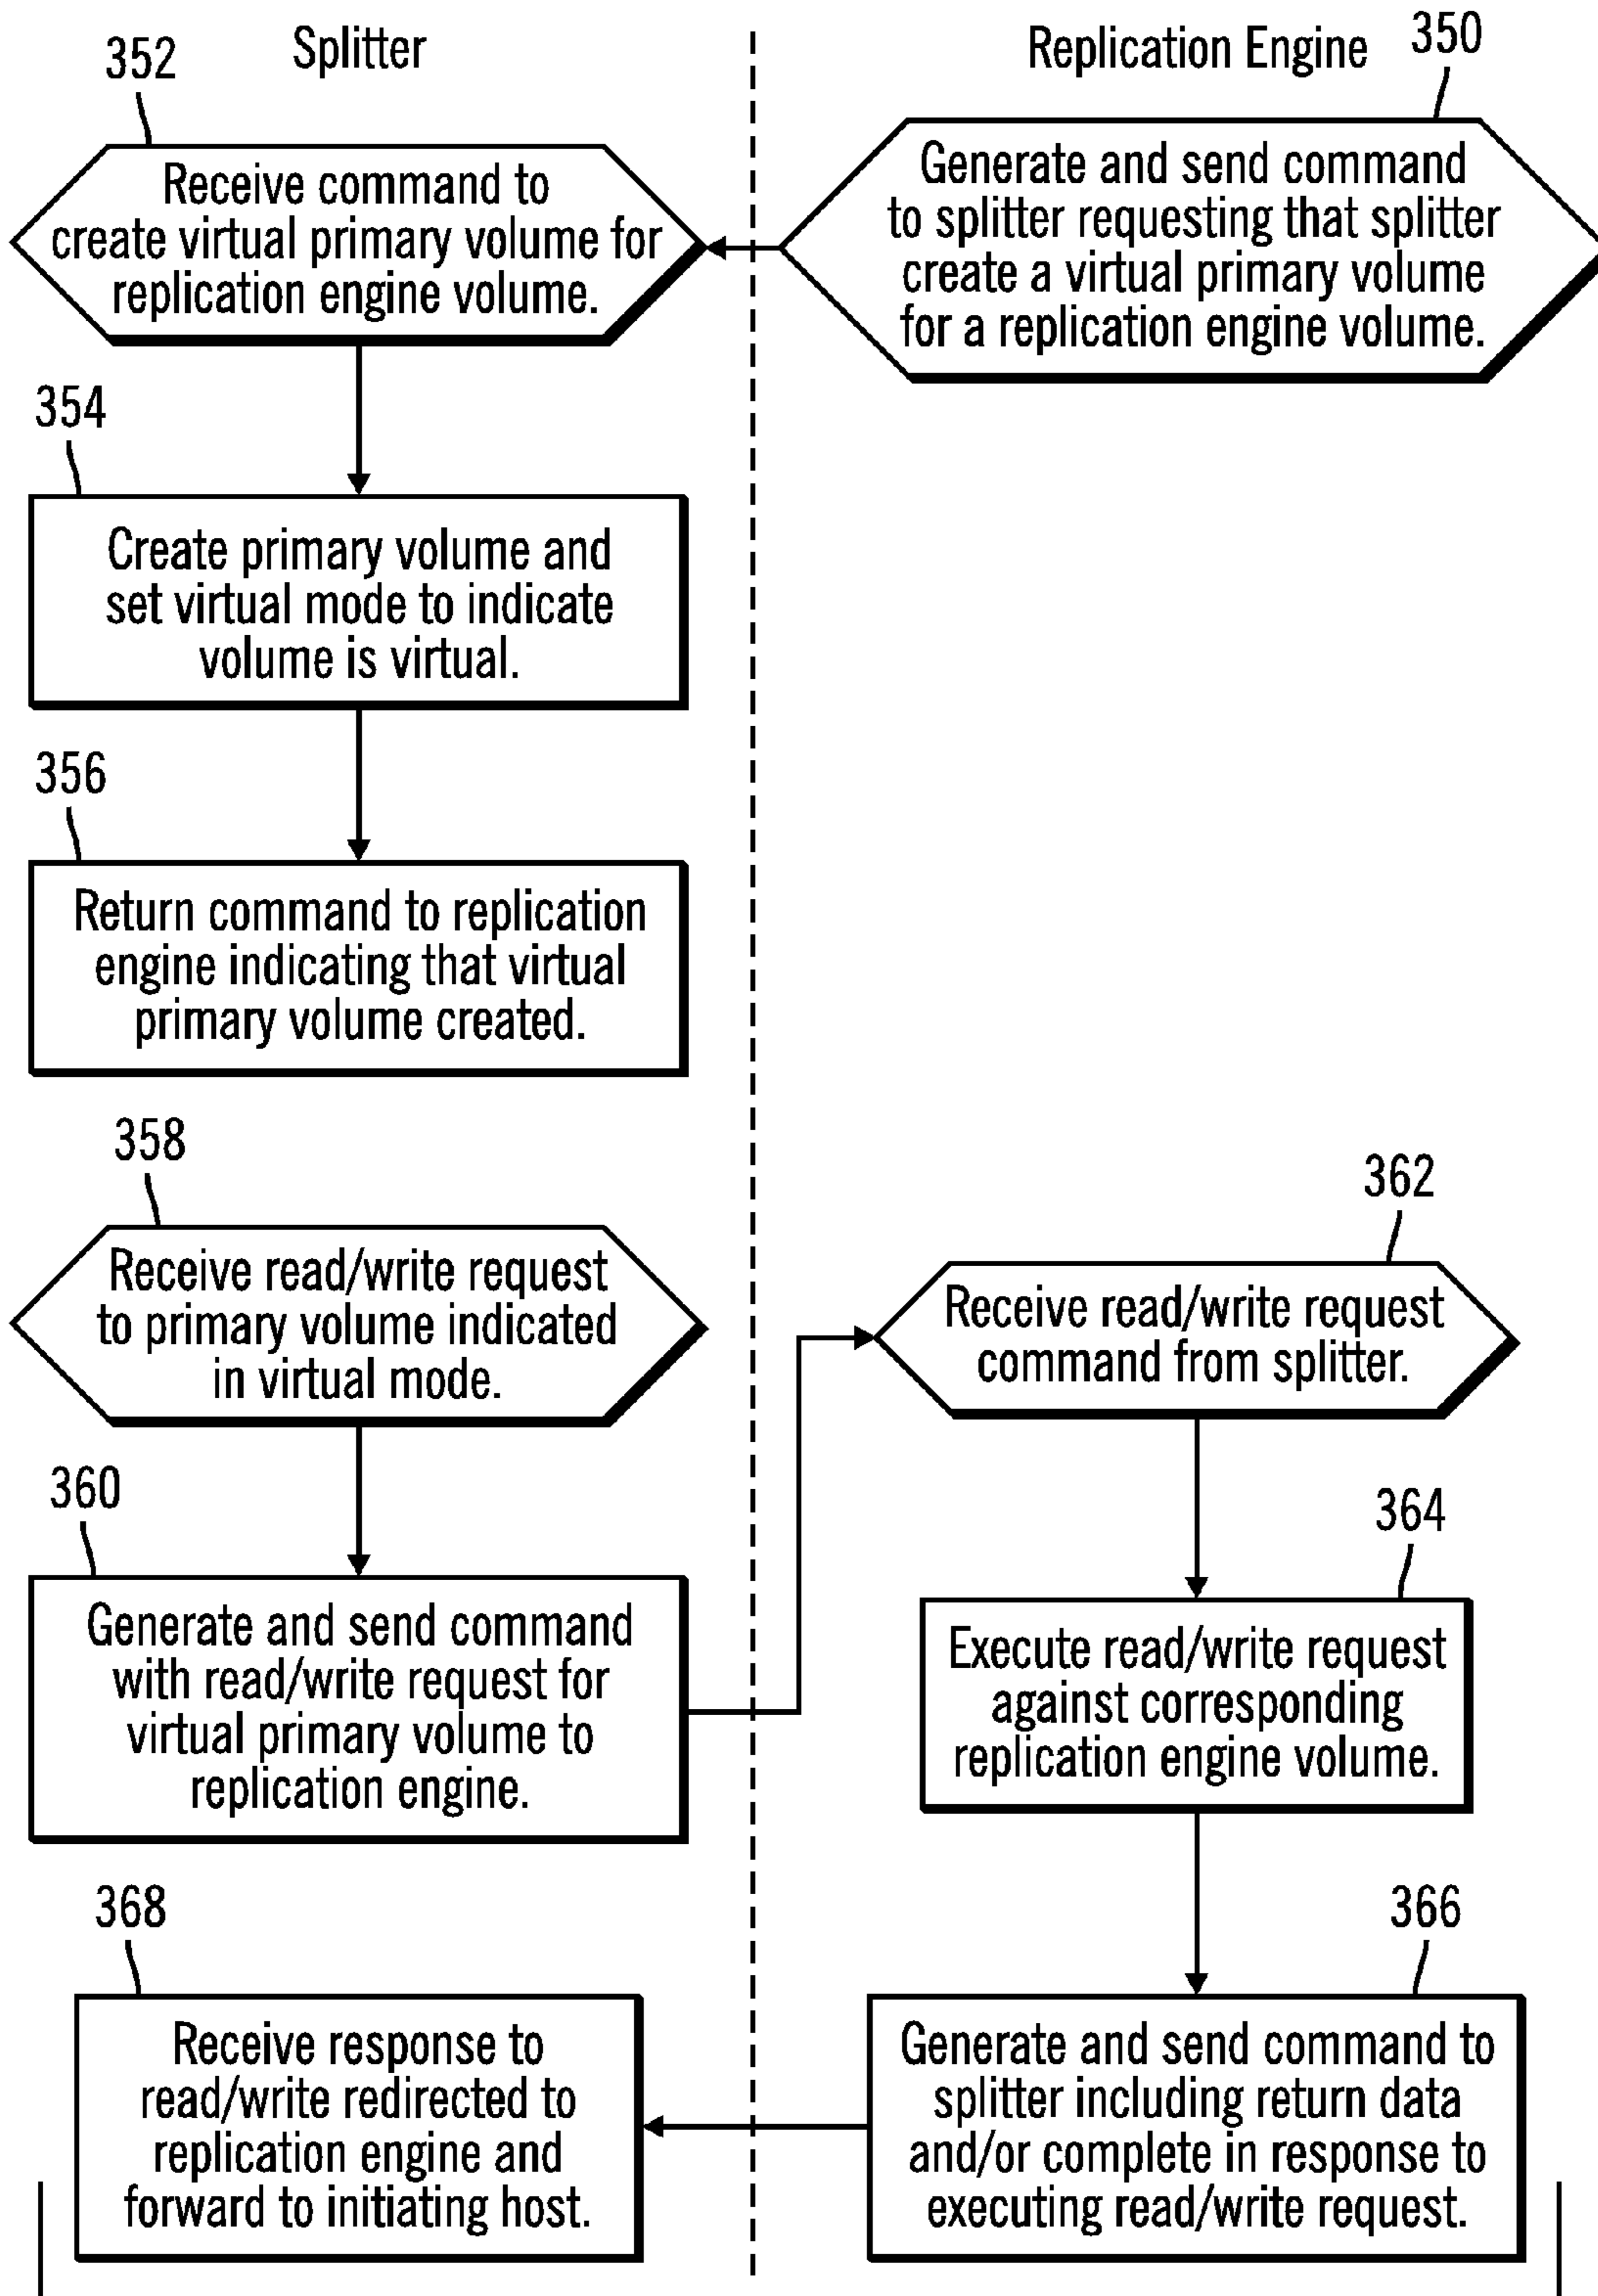 Splitter
Replication Engine
350
Generate and send command
to splitter requesting that splitter
create a virtual primary volume
for a replication engine volume.
352
Receive command to
create virtual primary volume for
replication engine volume.
354
Create primary volume and
set virtual mode to indicate
volume is virtual.
356
Return command to replication
engine indicating that virtual
primary volume created.
358
Receive read/write request
to primary volume indicated
in virtual mode.
360
Generate and send command
with read/write request for
virtual primary volume to
replication engine.
362
Receive read/write request
command from splitter.
364
Execute read/write request
against corresponding
replication engine volume.
366
Generate and send command to
splitter including return data
and/or complete in response to
executing read/write request.
368
Receive response to
read/write redirected to
replication engine and
forward to initiating host.